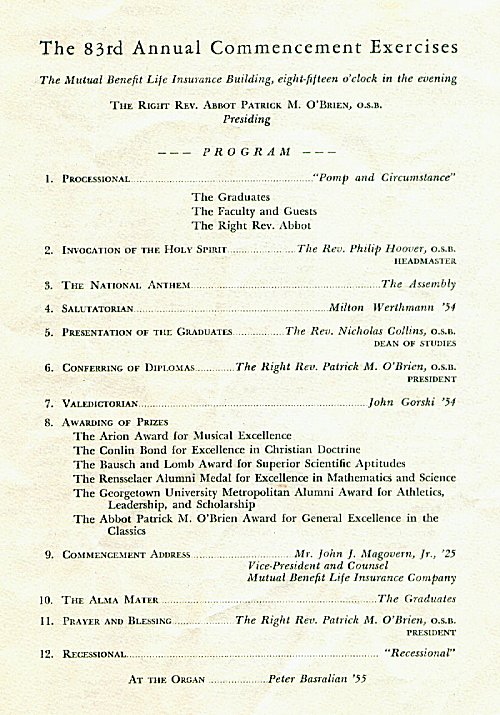 The 83rd Annual Commencement Exercises
The Mutual Benefit Life Insurance Building, eight-fifteen o'clock in the evening
The Right Rev. Abbot Patrick M. O'Brien, o.s.b.
Presiding
——— PROGRAM ———
1. Processional ........ "Pomp and Circumstance"
The Graduates
The Faculty and Guests
The Right Rev. Abbot
2. Invocation of the Holy Spirit ........ The Rev. Philip Hoover, o.s.b.
HEADMASTER
3. The National Anthem ........ The Assembly
4. Salutatorian ........ Milton Werthmann '54
5. Presentation of the Graduates ........ The Rev. Nicholas Collins, o.s.b.
DEAN OF STUDIES
6. Conferring of Diplomas ........ The Right Rev. Patrick M. O'Brien, o.s.b.
PRESIDENT
7. Valedictorian ........ John Gorski '54
8. Awarding of Prizes
The Arion Award for Musical Excellence
The Conlin Bond for Excellence in Christian Doctrine
The Bausch and Lomb Award for Superior Scientific Aptitudes
The Rensselaer Alumni Medal for Excellence in Mathematics and Science
The Georgetown University Metropolitan Alumni Award for Athletics,
Leadership, and Scholarship
The Abbot Patrick M. O'Brien Award for General Excellence in the
Classics
9. Commencement Address ........ Mr. John J. Magovern, Jr., '25
Vice-President and Counsel
Mutual Benefit Life Insurance Company
10. The Alma Mater ........ The Graduates
11. Prayer and Blessing ........ The Right Rev. Patrick M. O'Brien, o.s.b.
PRESIDENT
12. Recessional ........ "Recessional"
At the Organ ........ Peter Basralian '55